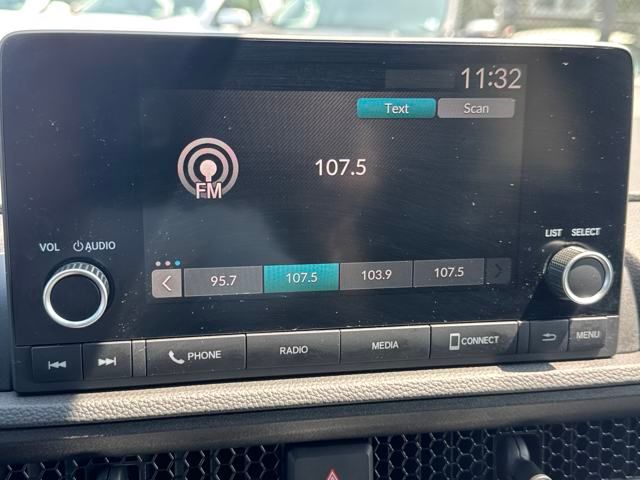 11:32
Text Scan
107.5
FM
VOL AUDIO
LIST SELECT
95.7 107.5 103.9 107.5
PHONE RADIO MEDIA CONNECT MENU